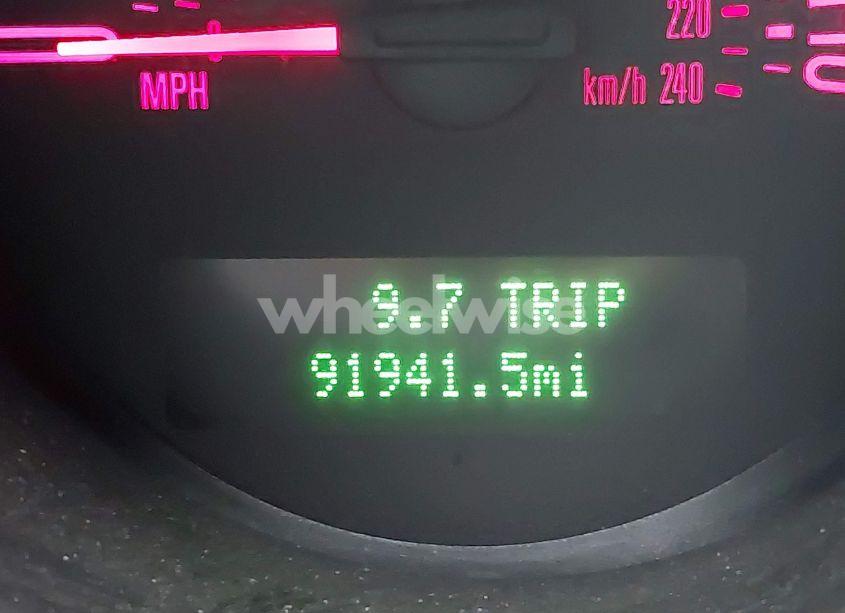 220
MPH
km/h 240
9.7 TRIP
wheelwise
91941.5mi